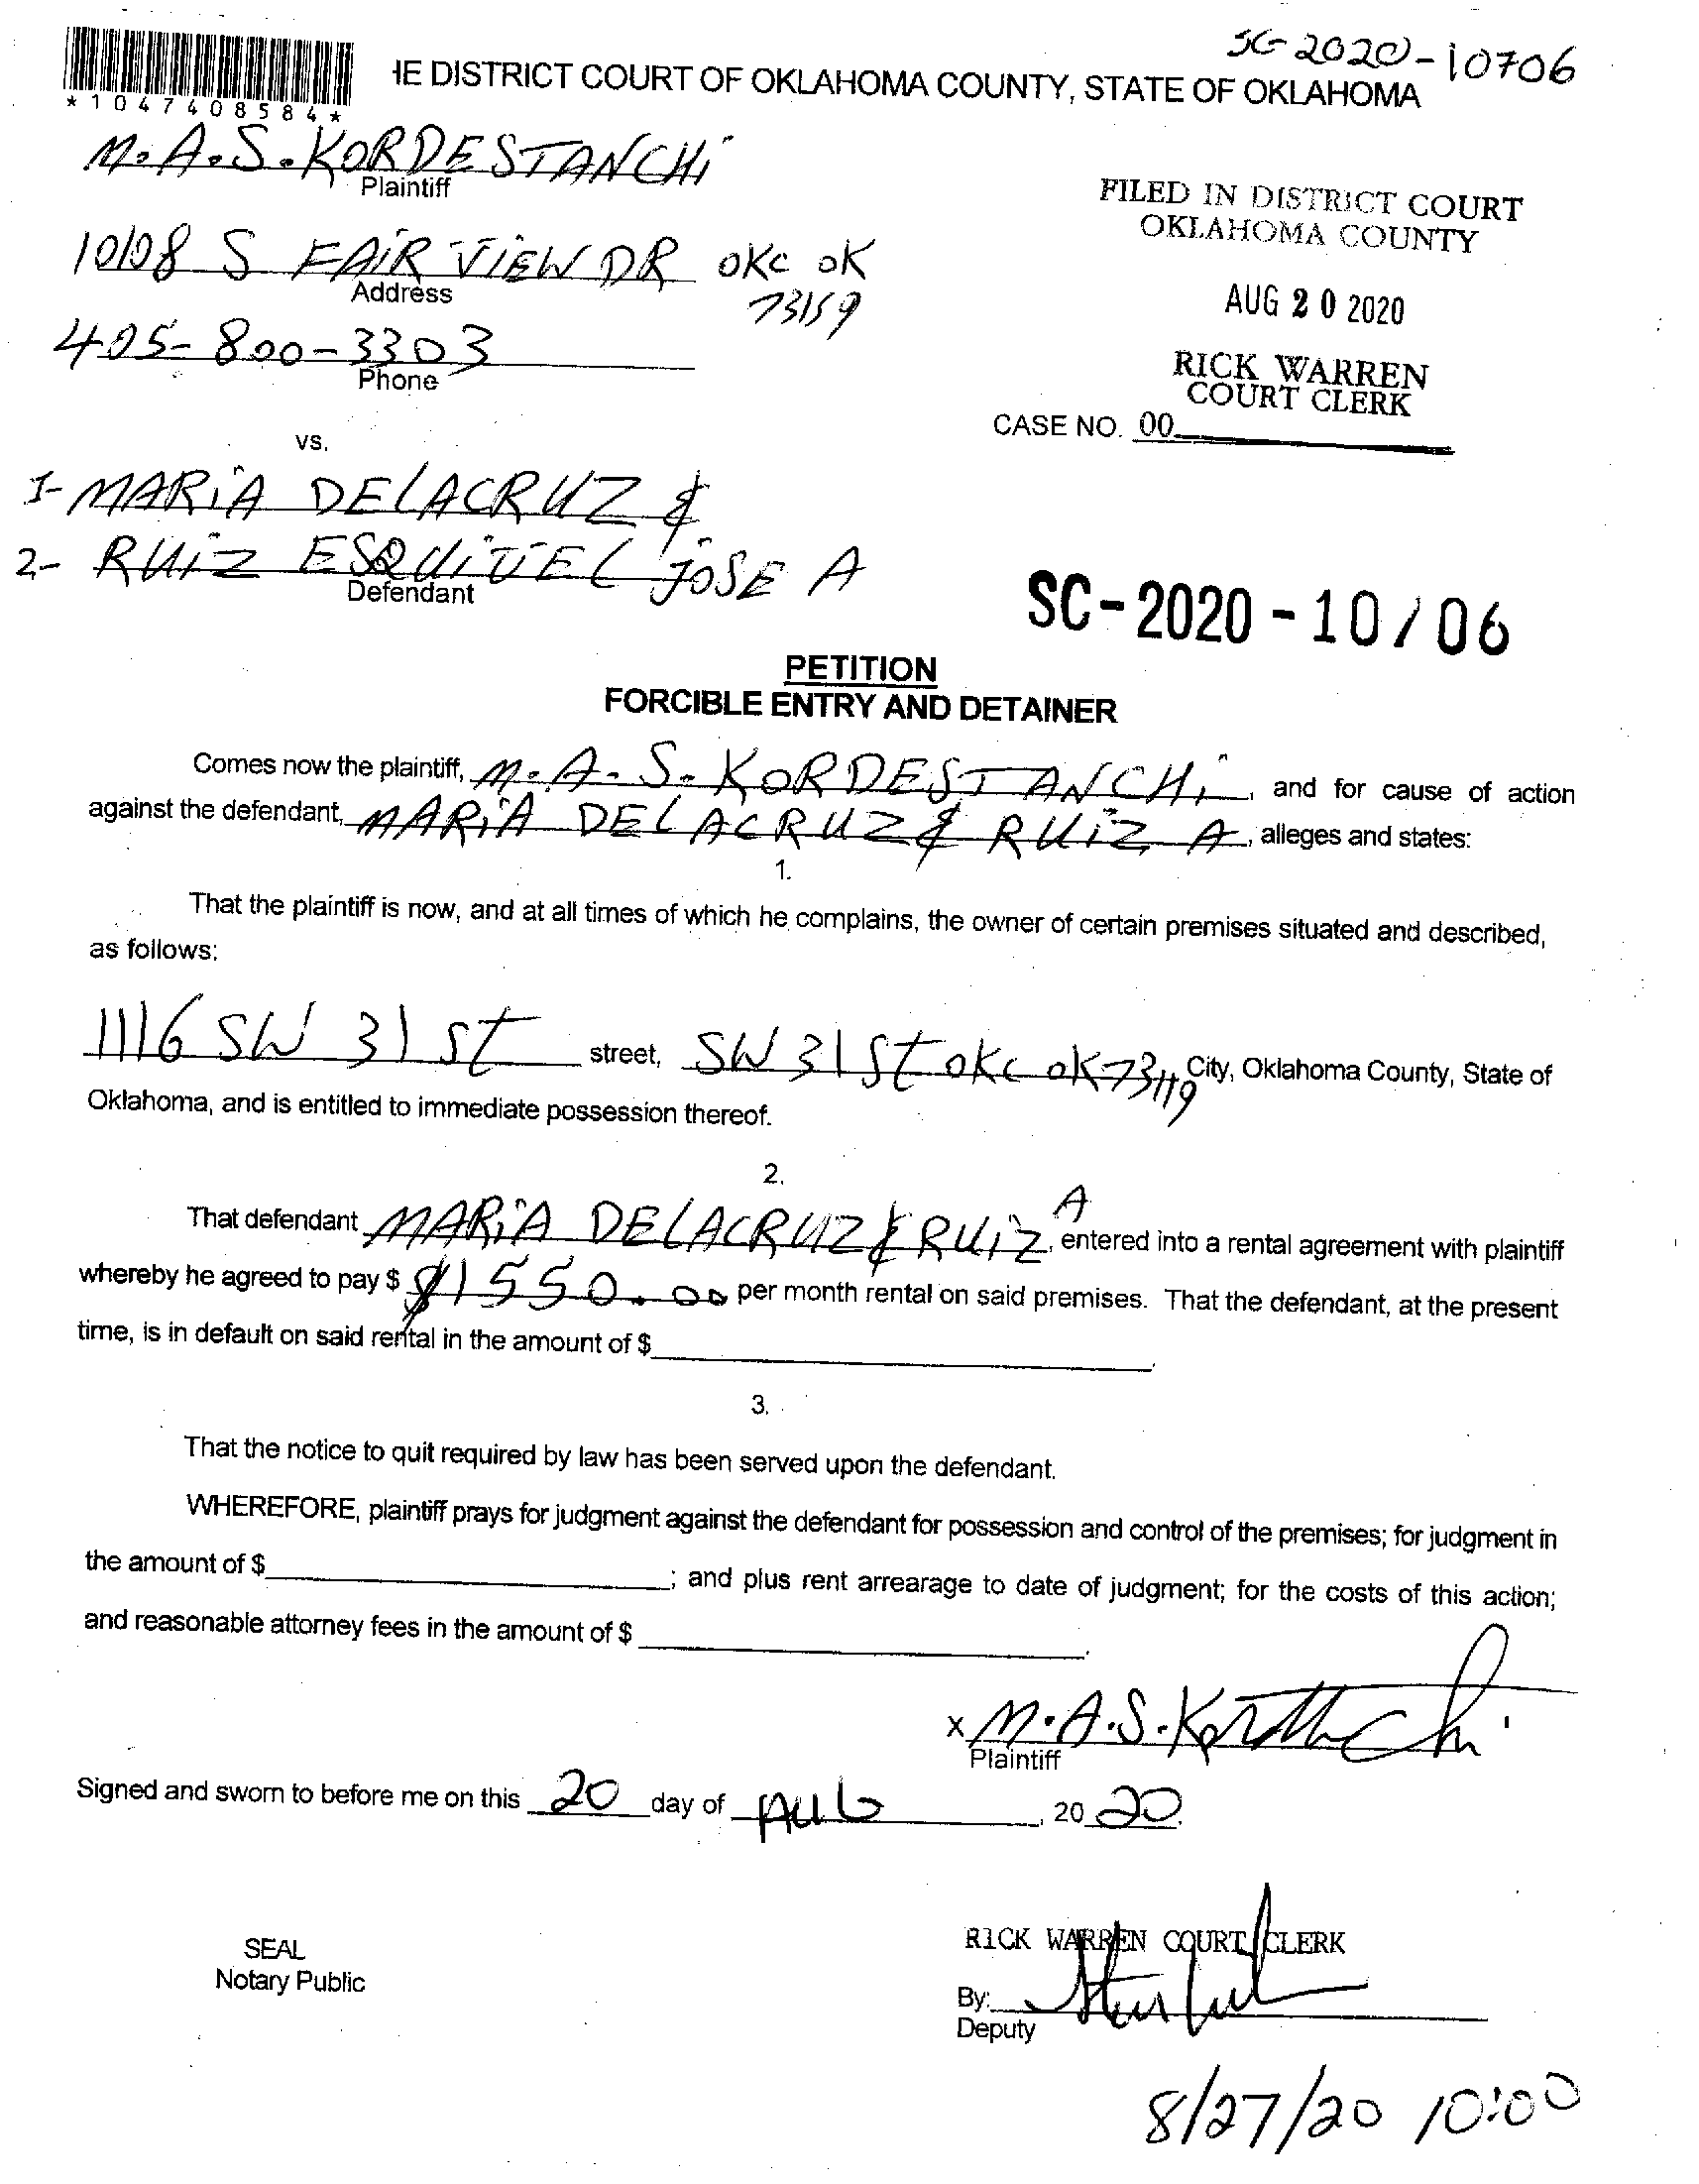 SC-2020-10706
*1047408584*
HE DISTRICT COURT OF OKLAHOMA COUNTY, STATE OF OKLAHOMA
M.A.S. KORDESTANCHi
Plaintiff
10108 S FAIRVIEW DR OKC OK
Address
73159
405-800-3303
Phone
FILED IN DISTRICT COURT
OKLAHOMA COUNTY
AUG 20 2020
RICK WARREN
COURT CLERK
CASE NO. 00
vs.
1- MARiA DELACRUZ &
2- RUiZ ESQUiVEL JOSE A
Defendant
SC-2020-10706
PETITION
FORCIBLE ENTRY AND DETAINER
Comes now the plaintiff, M.A.S. KORDESTANCHi, and for cause of action
against the defendant, MARiA DELACRUZ & RUiZ A, alleges and states:
1.
That the plaintiff is now, and at all times of which he complains, the owner of certain premises situated and described,
as follows:
1116 SW 31 St street, SW 31 St OKC OK 73119 City, Oklahoma County, State of
Oklahoma, and is entitled to immediate possession thereof.
2.
That defendant MARiA DELACRUZ & RUiZ A, entered into a rental agreement with plaintiff
whereby he agreed to pay $ $1550.00 per month rental on said premises. That the defendant, at the present
time, is in default on said rental in the amount of $
3.
That the notice to quit required by law has been served upon the defendant.
WHEREFORE, plaintiff prays for judgment against the defendant for possession and control of the premises; for judgment in
the amount of $ ; and plus rent arrearage to date of judgment; for the costs of this action;
and reasonable attorney fees in the amount of $ .
x M.A.S.
Plaintiff
Signed and sworn to before me on this 20 day of AUG, 20 20.
SEAL
Notary Public
RICK WARREN COURT CLERK
By:
Deputy
8/27/20 10:00